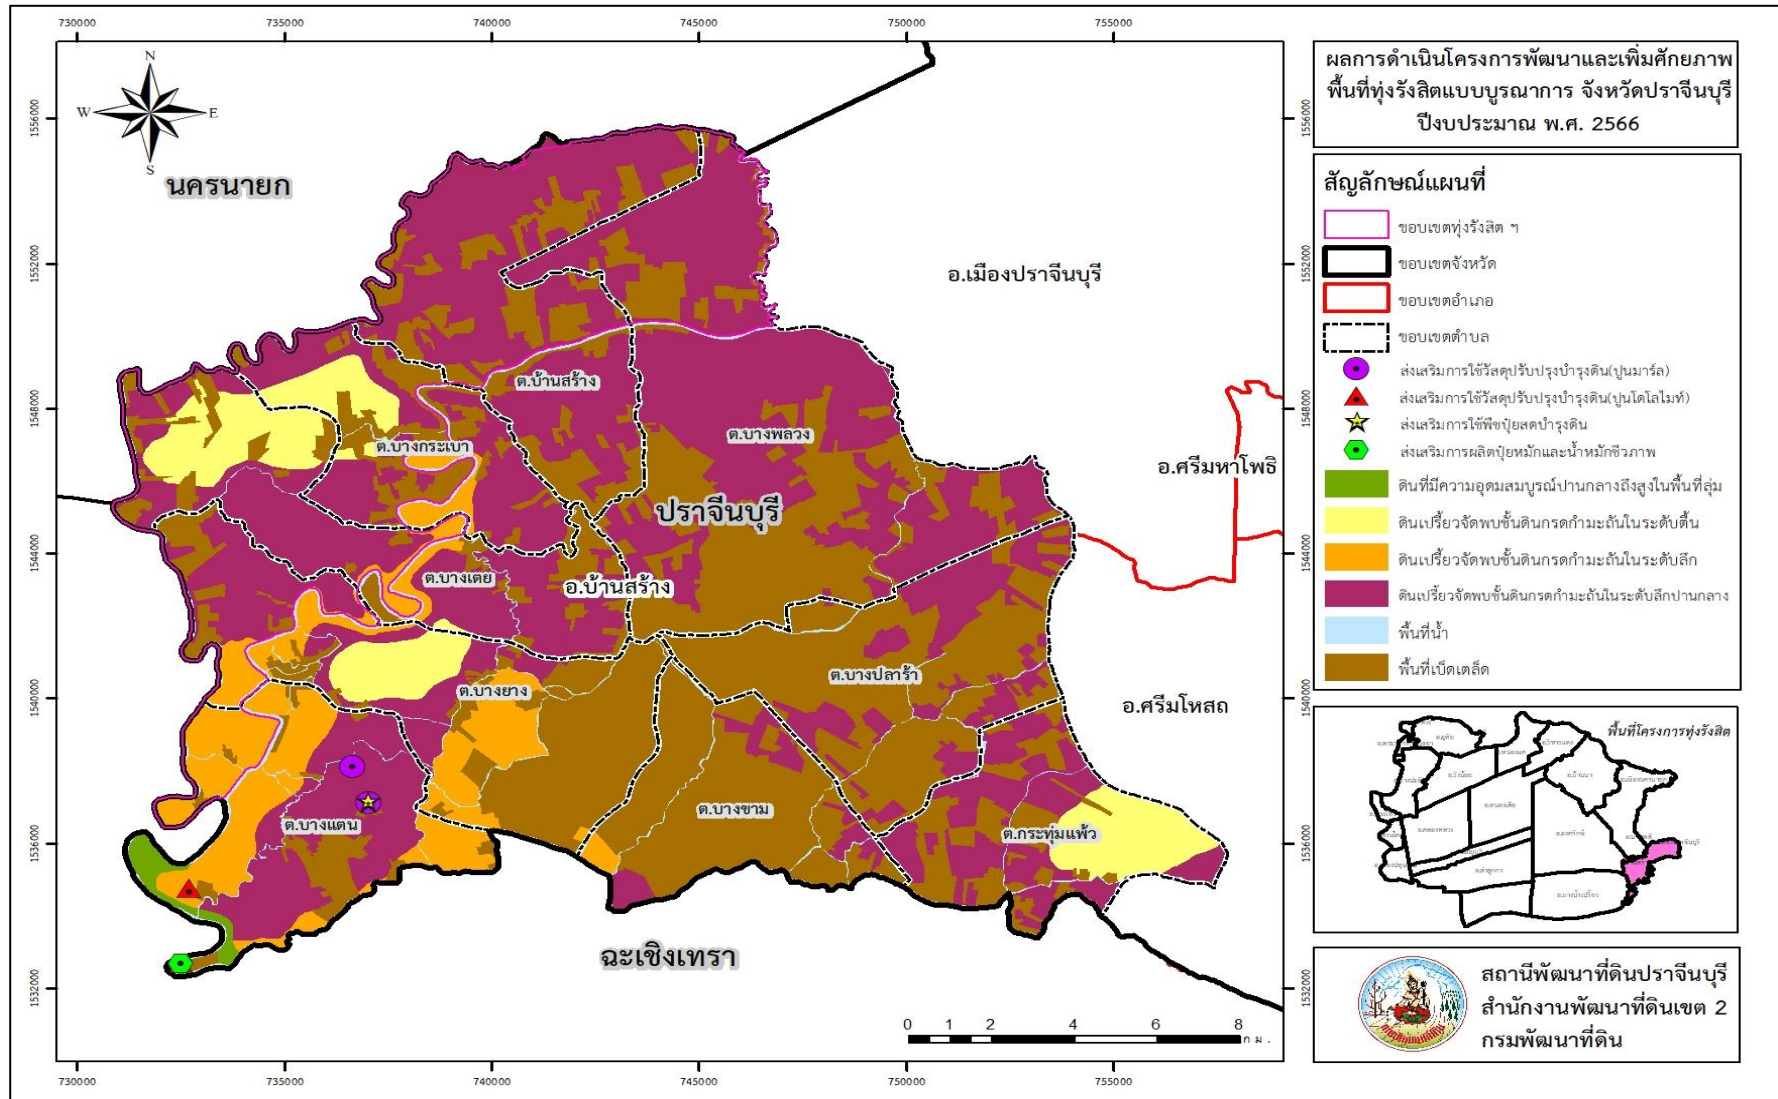 730000
735000
740000
745000
750000
755000
1556000
1552000
1548000
1544000
1540000
1536000
1532000
N
W
E
S
นครนายก
อ.เมืองปราจีนบุรี
ต.บ้านสร้าง
ต.บางพลวง
ต.บางกระเบา
อ.ศรีมหาโพธิ
ปราจีนบุรี
ต.บางเตย
อ.บ้านสร้าง
ต.บางปลาร้า
ต.บางยาง
อ.ศรีมโหสถ
ต.บางขาม
ต.บางแตน
ต.กระทุ่มแพ้ว
ฉะเชิงเทรา
0 1 2 4 6 8
กม.
1556000
1552000
1548000
1544000
1540000
1536000
1532000
730000
735000
740000
745000
750000
755000
ผลการดำเนินโครงการพัฒนาและเพิ่มศักยภาพ
พื้นที่ทุ่งรังสิตแบบบูรณาการ จังหวัดปราจีนบุรี
ปีงบประมาณ พ.ศ. 2566
สัญลักษณ์แผนที่
ขอบเขตทุ่งรังสิต ฯ
ขอบเขตจังหวัด
ขอบเขตอำเภอ
ขอบเขตตำบล
ส่งเสริมการใช้วัสดุปรับปรุงบำรุงดิน(ปูนมาร์ล)
ส่งเสริมการใช้วัสดุปรับปรุงบำรุงดิน(ปูนโดโลไมท์)
ส่งเสริมการใช้พืชปุ๋ยสดบำรุงดิน
ส่งเสริมการผลิตปุ๋ยหมักและน้ำหมักชีวภาพ
ดินที่มีความอุดมสมบูรณ์ปานกลางถึงสูงในพื้นที่ลุ่ม
ดินเปรี้ยวจัดพบชั้นดินกรดกำมะถันในระดับตื้น
ดินเปรี้ยวจัดพบชั้นดินกรดกำมะถันในระดับลึก
ดินเปรี้ยวจัดพบชั้นดินกรดกำมะถันในระดับลึกปานกลาง
พื้นที่น้ำ
พื้นที่เบ็ดเตล็ด
พื้นที่โครงการทุ่งรังสิต
สถานีพัฒนาที่ดินปราจีนบุรี
สำนักงานพัฒนาที่ดินเขต 2
กรมพัฒนาที่ดิน